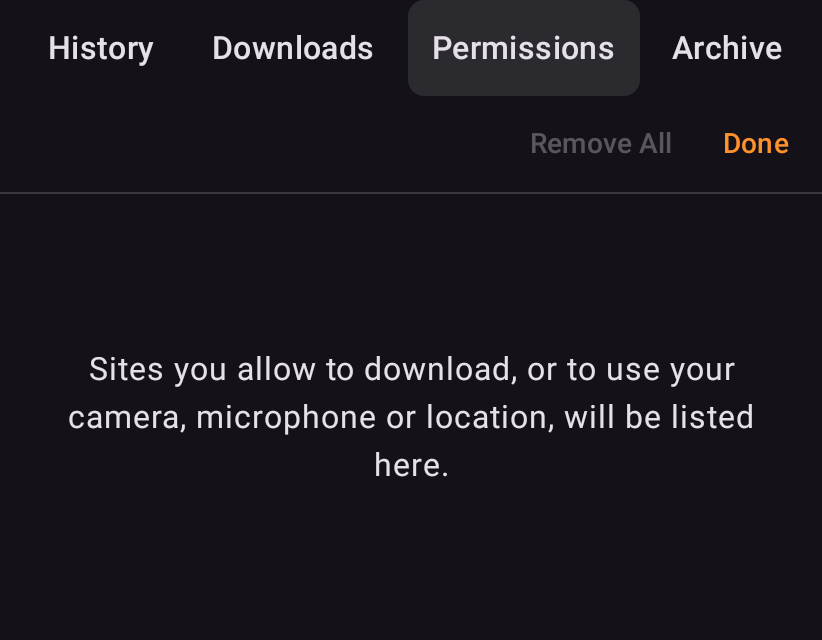 History Downloads Permissions Archive
Remove All Done
Sites you allow to download, or to use your
camera, microphone or location, will be listed
here.